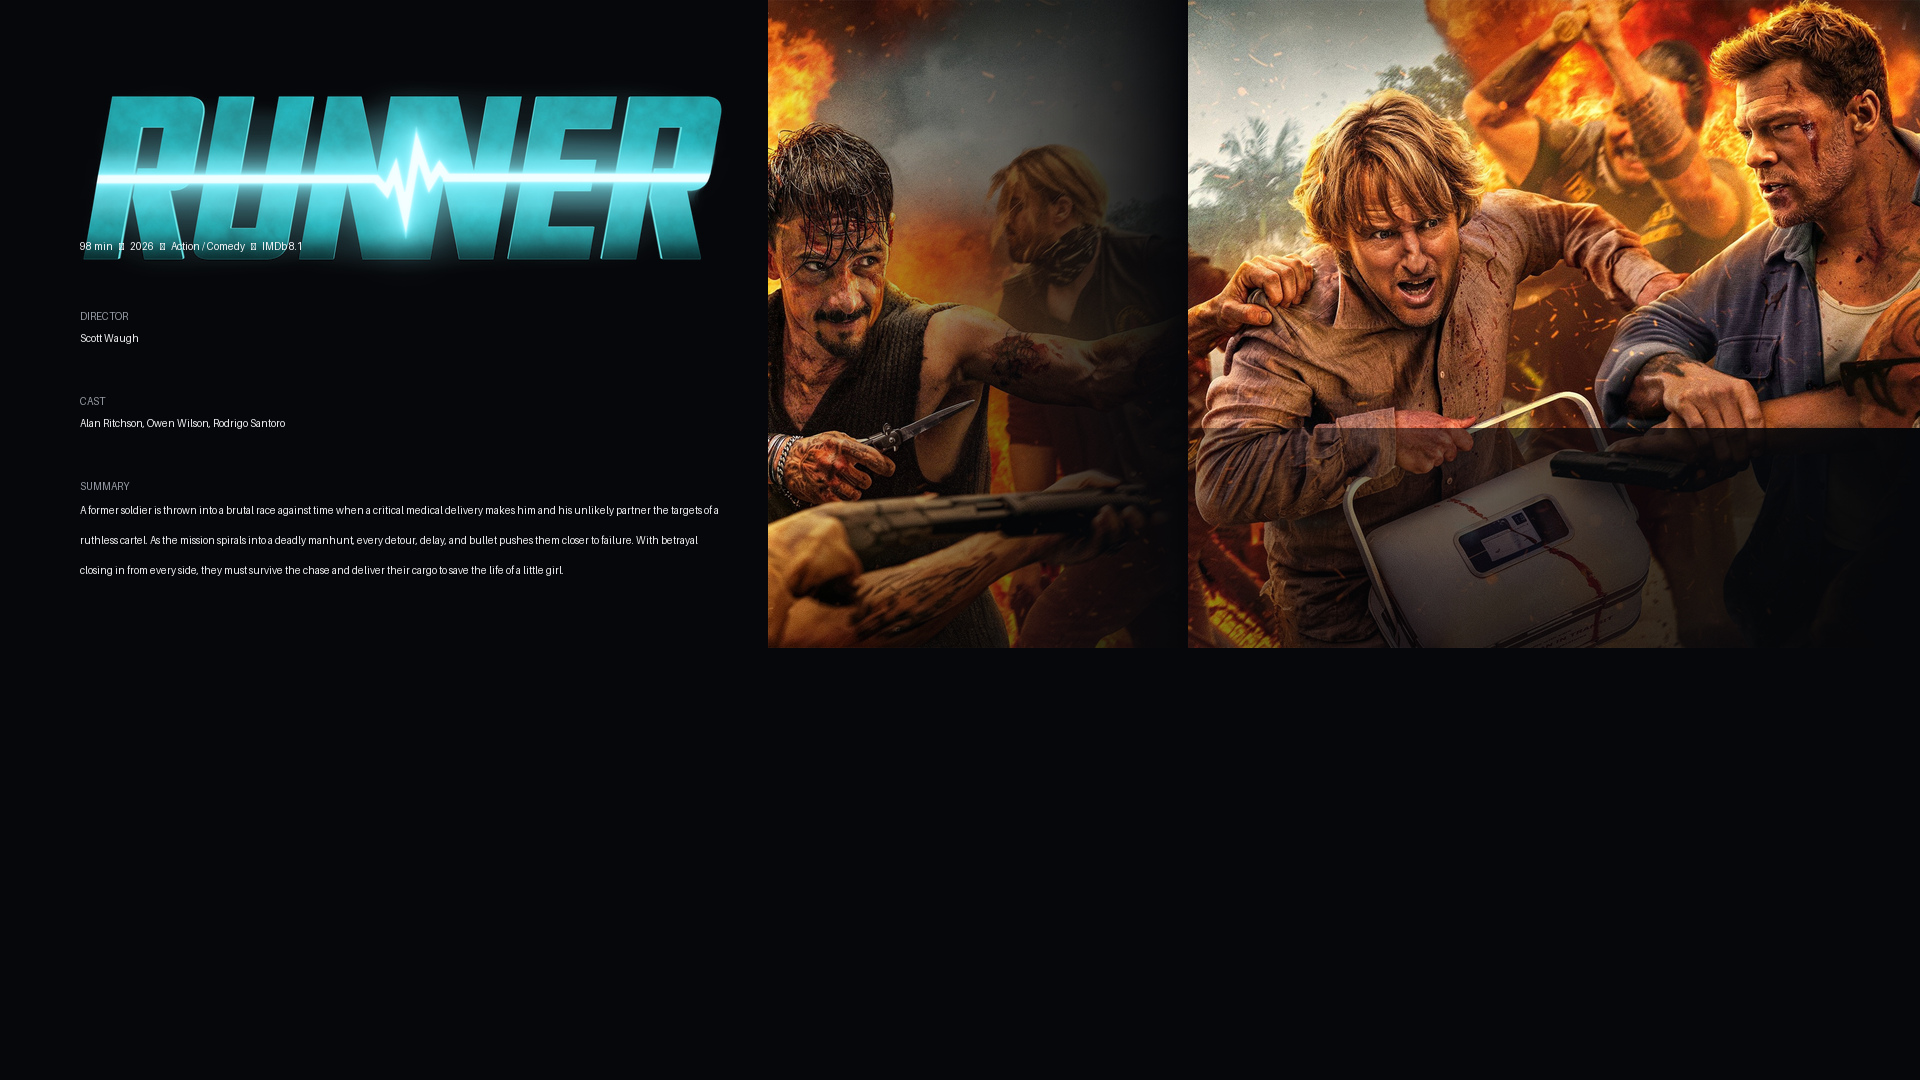 RUNNER
98 min 2026 Action / Comedy IMDb 8.1
DIRECTOR
Scott Waugh
CAST
Alan Ritchson, Owen Wilson, Rodrigo Santoro
SUMMARY
A former soldier is thrown into a brutal race against time when a critical medical delivery makes him and his unlikely partner the targets of a
ruthless cartel. As the mission spirals into a deadly manhunt, every detour, delay, and bullet pushes them closer to failure. With betrayal
closing in from every side, they must survive the chase and deliver their cargo to save the life of a little girl.